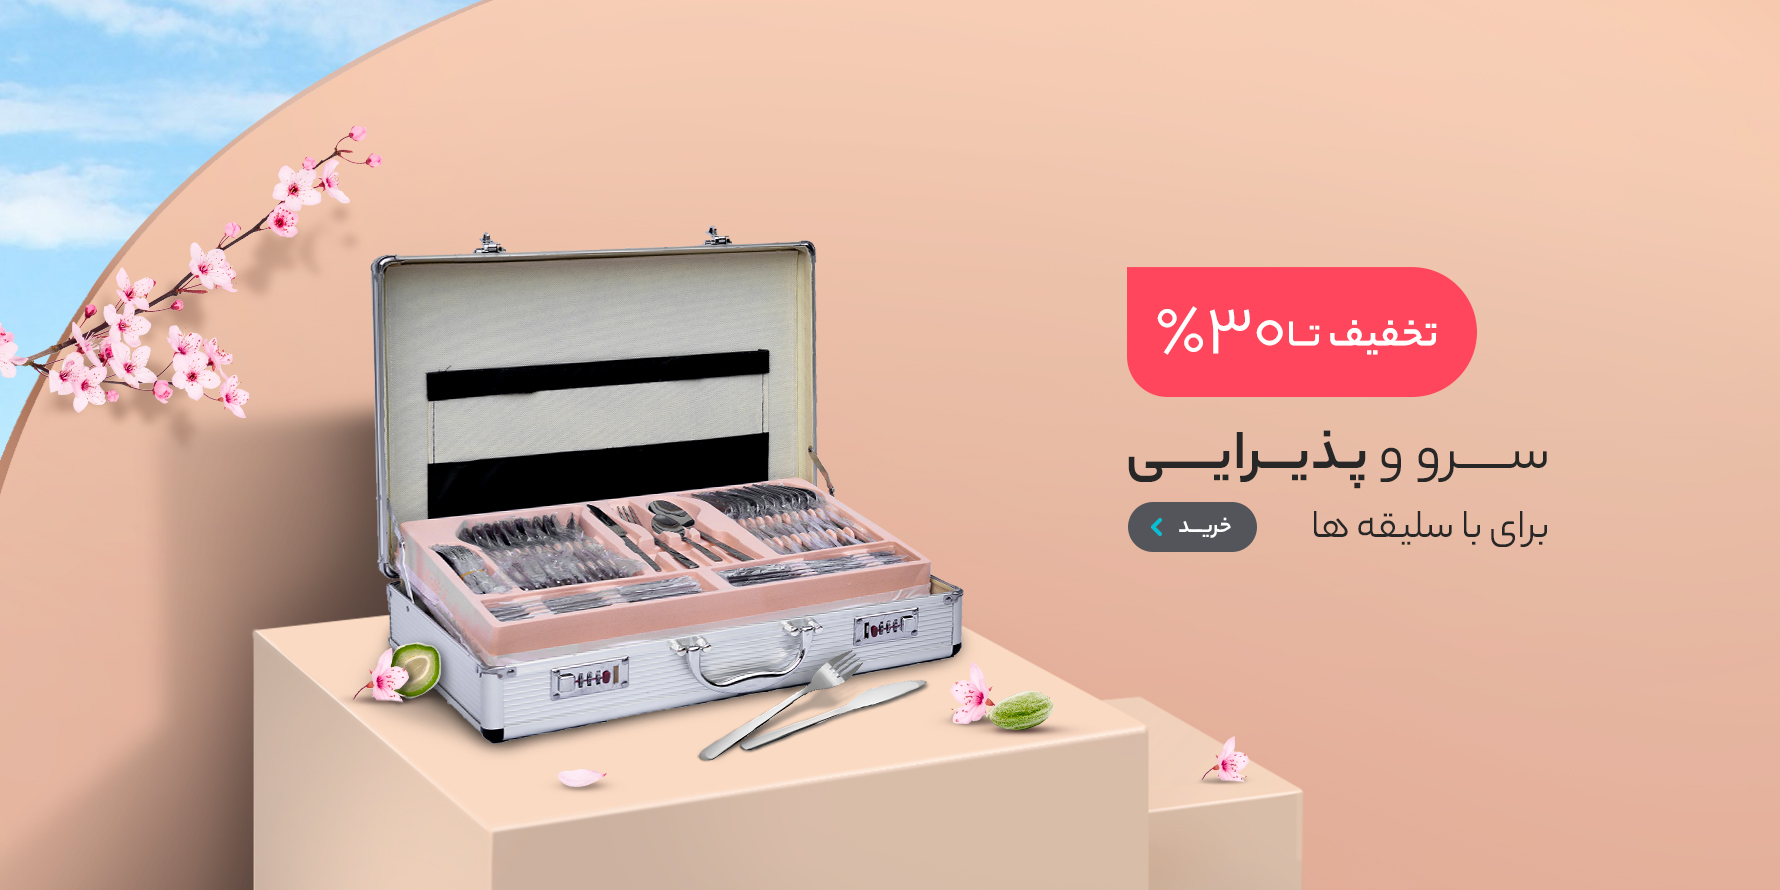 تخفیف تا ۳۰%
سرو و پذیرایی
برای با سلیقه ها
خرید